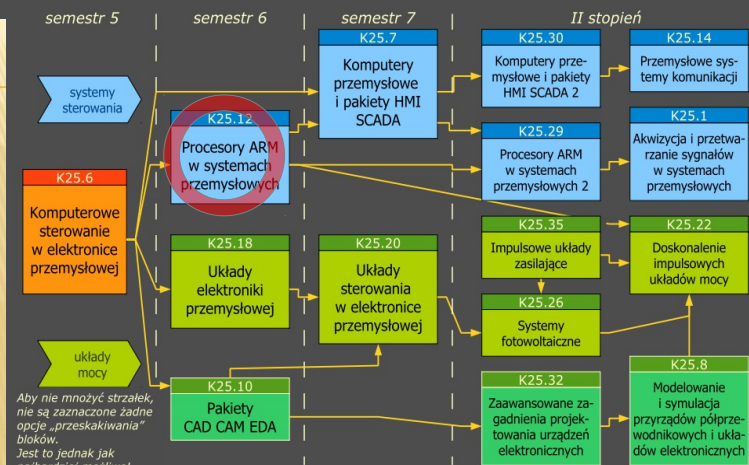 semestr 5
semestr 6
semestr 7
II stopień
systemy
sterowania
K25.6
Komputerowe
sterowanie
w elektronice
przemysłowej
układy
mocy
Aby nie mnożyć strzałek,
nie są zaznaczone żadne
opcje „przeskakiwania”
bloków.
Jest to jednak jak
K25.12
Procesory ARM
w systemach
przemysłowych
K25.18
Układy
elektroniki
przemysłowej
K25.10
Pakiety
CAD CAM EDA
K25.7
Komputery
przemysłowe
i pakiety HMI
SCADA
K25.20
Układy
sterowania
w elektronice
przemysłowej
K25.30
Komputery prze-
mysłowe i pakiety
HMI SCADA 2
K25.14
Przemysłowe sys-
temy komunikacji
K25.29
Procesory ARM
w systemach
przemysłowych 2
K25.1
Akwizycja i przetwa-
rzanie sygnałów
w systemach
przemysłowych
K25.35
Impulsowe układy
zasilające
K25.22
Doskonalenie
impulsowych
układów mocy
K25.26
Systemy
fotowoltaiczne
K25.32
Zaawansowane za-
gadnienia projek-
towania urządzeń
elektronicznych
K25.8
Modelowanie
i symulacja
przyrządów półprze-
wodnikowych i ukła-
dów elektronicznych